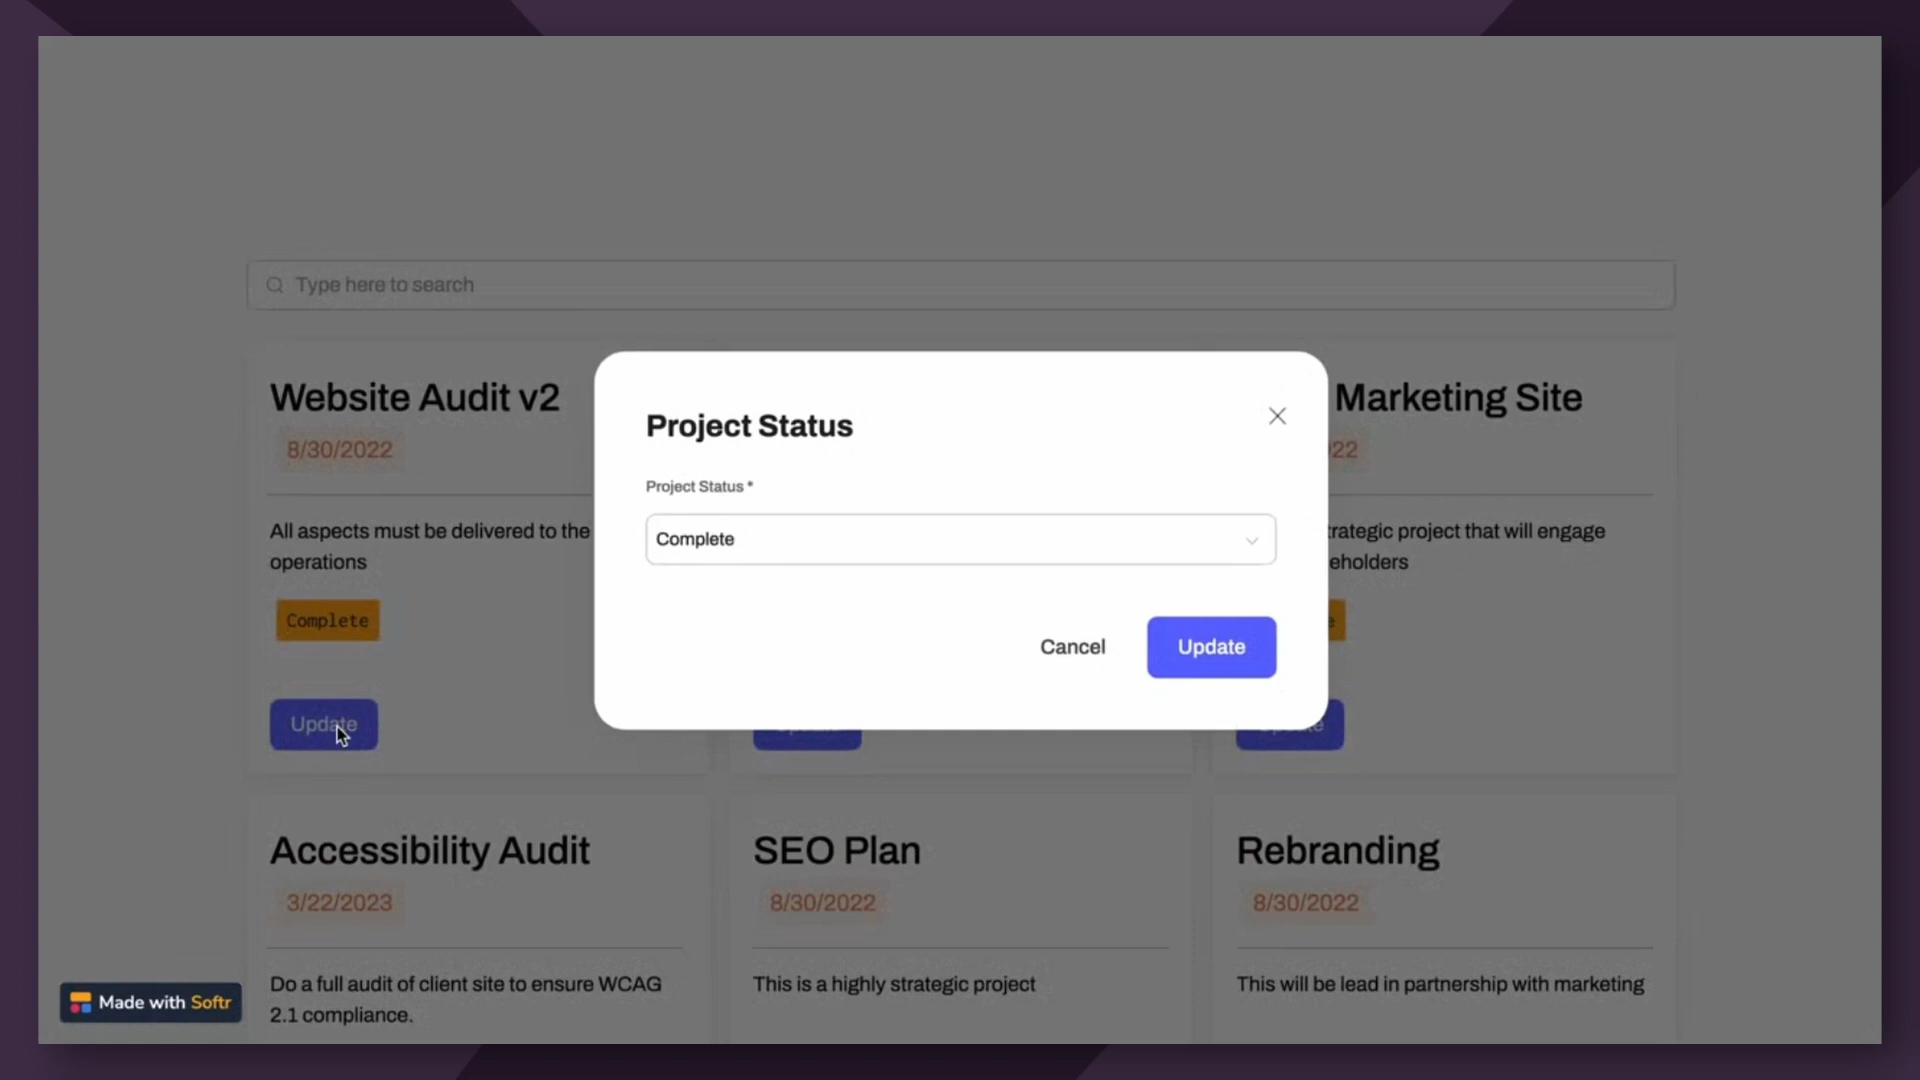 Type here to search
Website Audit v2
8/30/2022
All aspects must be delivered to the
operations
Complete
Update
Project Status
Project Status *
Complete
Cancel
Update
Marketing Site
22
rategic project that will engage
eholders
Accessibility Audit
3/22/2023
Do a full audit of client site to ensure WCAG
2.1 compliance.
SEO Plan
8/30/2022
This is a highly strategic project
Rebranding
8/30/2022
This will be lead in partnership with marketing
Made with Softr